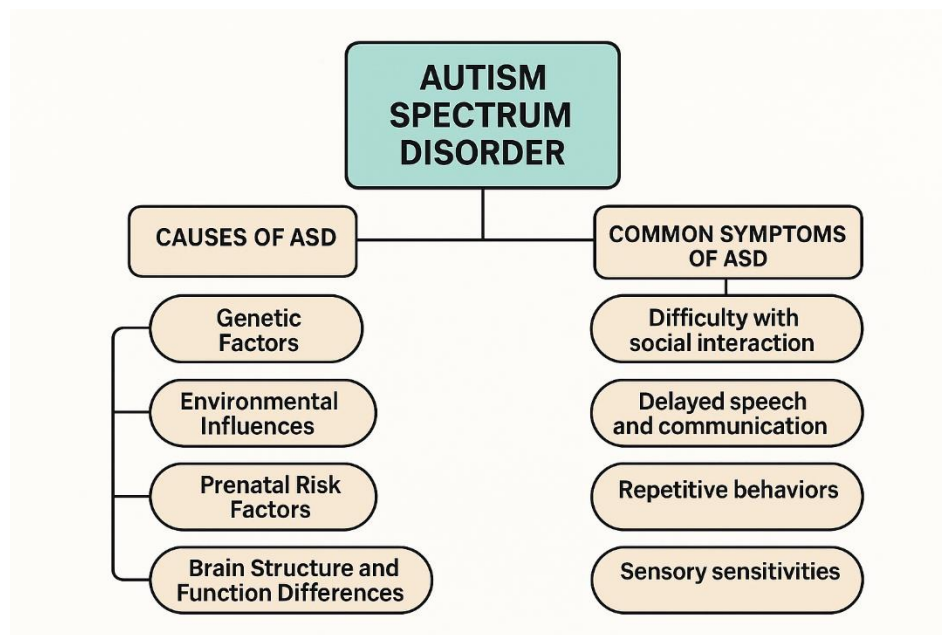 AUTISM
SPECTRUM
DISORDER
CAUSES OF ASD
Genetic
Factors
Environmental
Influences
Prenatal Risk
Factors
Brain Structure and
Function Differences
COMMON SYMPTOMS
OF ASD
Difficulty with
social interaction
Delayed speech
and communication
Repetitive behaviors
Sensory sensitivities